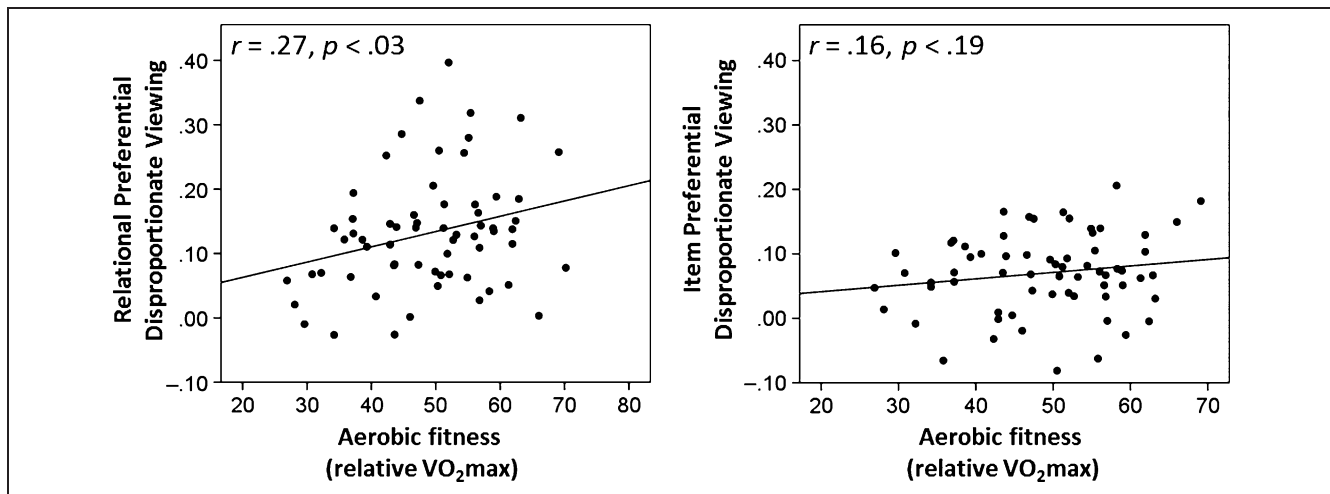 r = .27, p < .03
Relational Preferential
Disproportionate Viewing
.40
.30
.20
.10
.00
–.10
20 30 40 50 60 70 80
Aerobic fitness
(relative VO₂max)
r = .16, p < .19
Item Preferential
Disproportionate Viewing
.40
.30
.20
.10
.00
–.10
20 30 40 50 60 70
Aerobic fitness
(relative VO₂max)